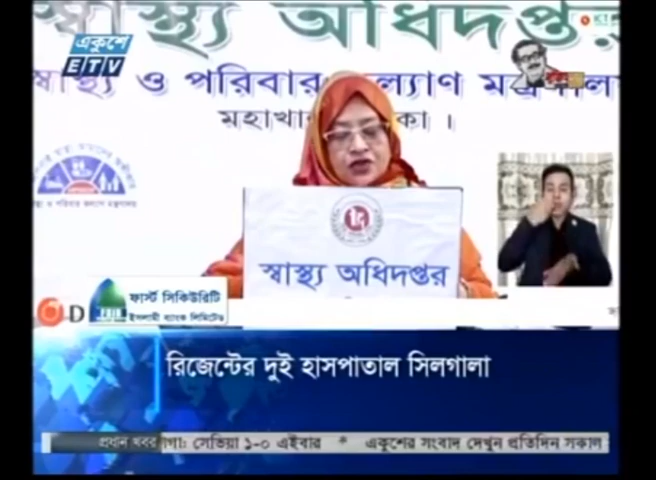 স্বাস্থ্য অধিদপ্তর
একুশে
ETV
স্বাস্থ্য ও পরিবার কল্যাণ মন্ত্রণালয়
স্বাস্থ্য অধিদপ্তর
ফার্স্ট সিকিউরিটি
ইসলামী ব্যাংক লিমিটেড
রিজেন্টের দুই হাসপাতাল সিলগালা
প্রধান খবর
গা: সেভিয়া ১-০ এইবার * একুশের সংবাদ দেখুন প্রতিদিন সকাল